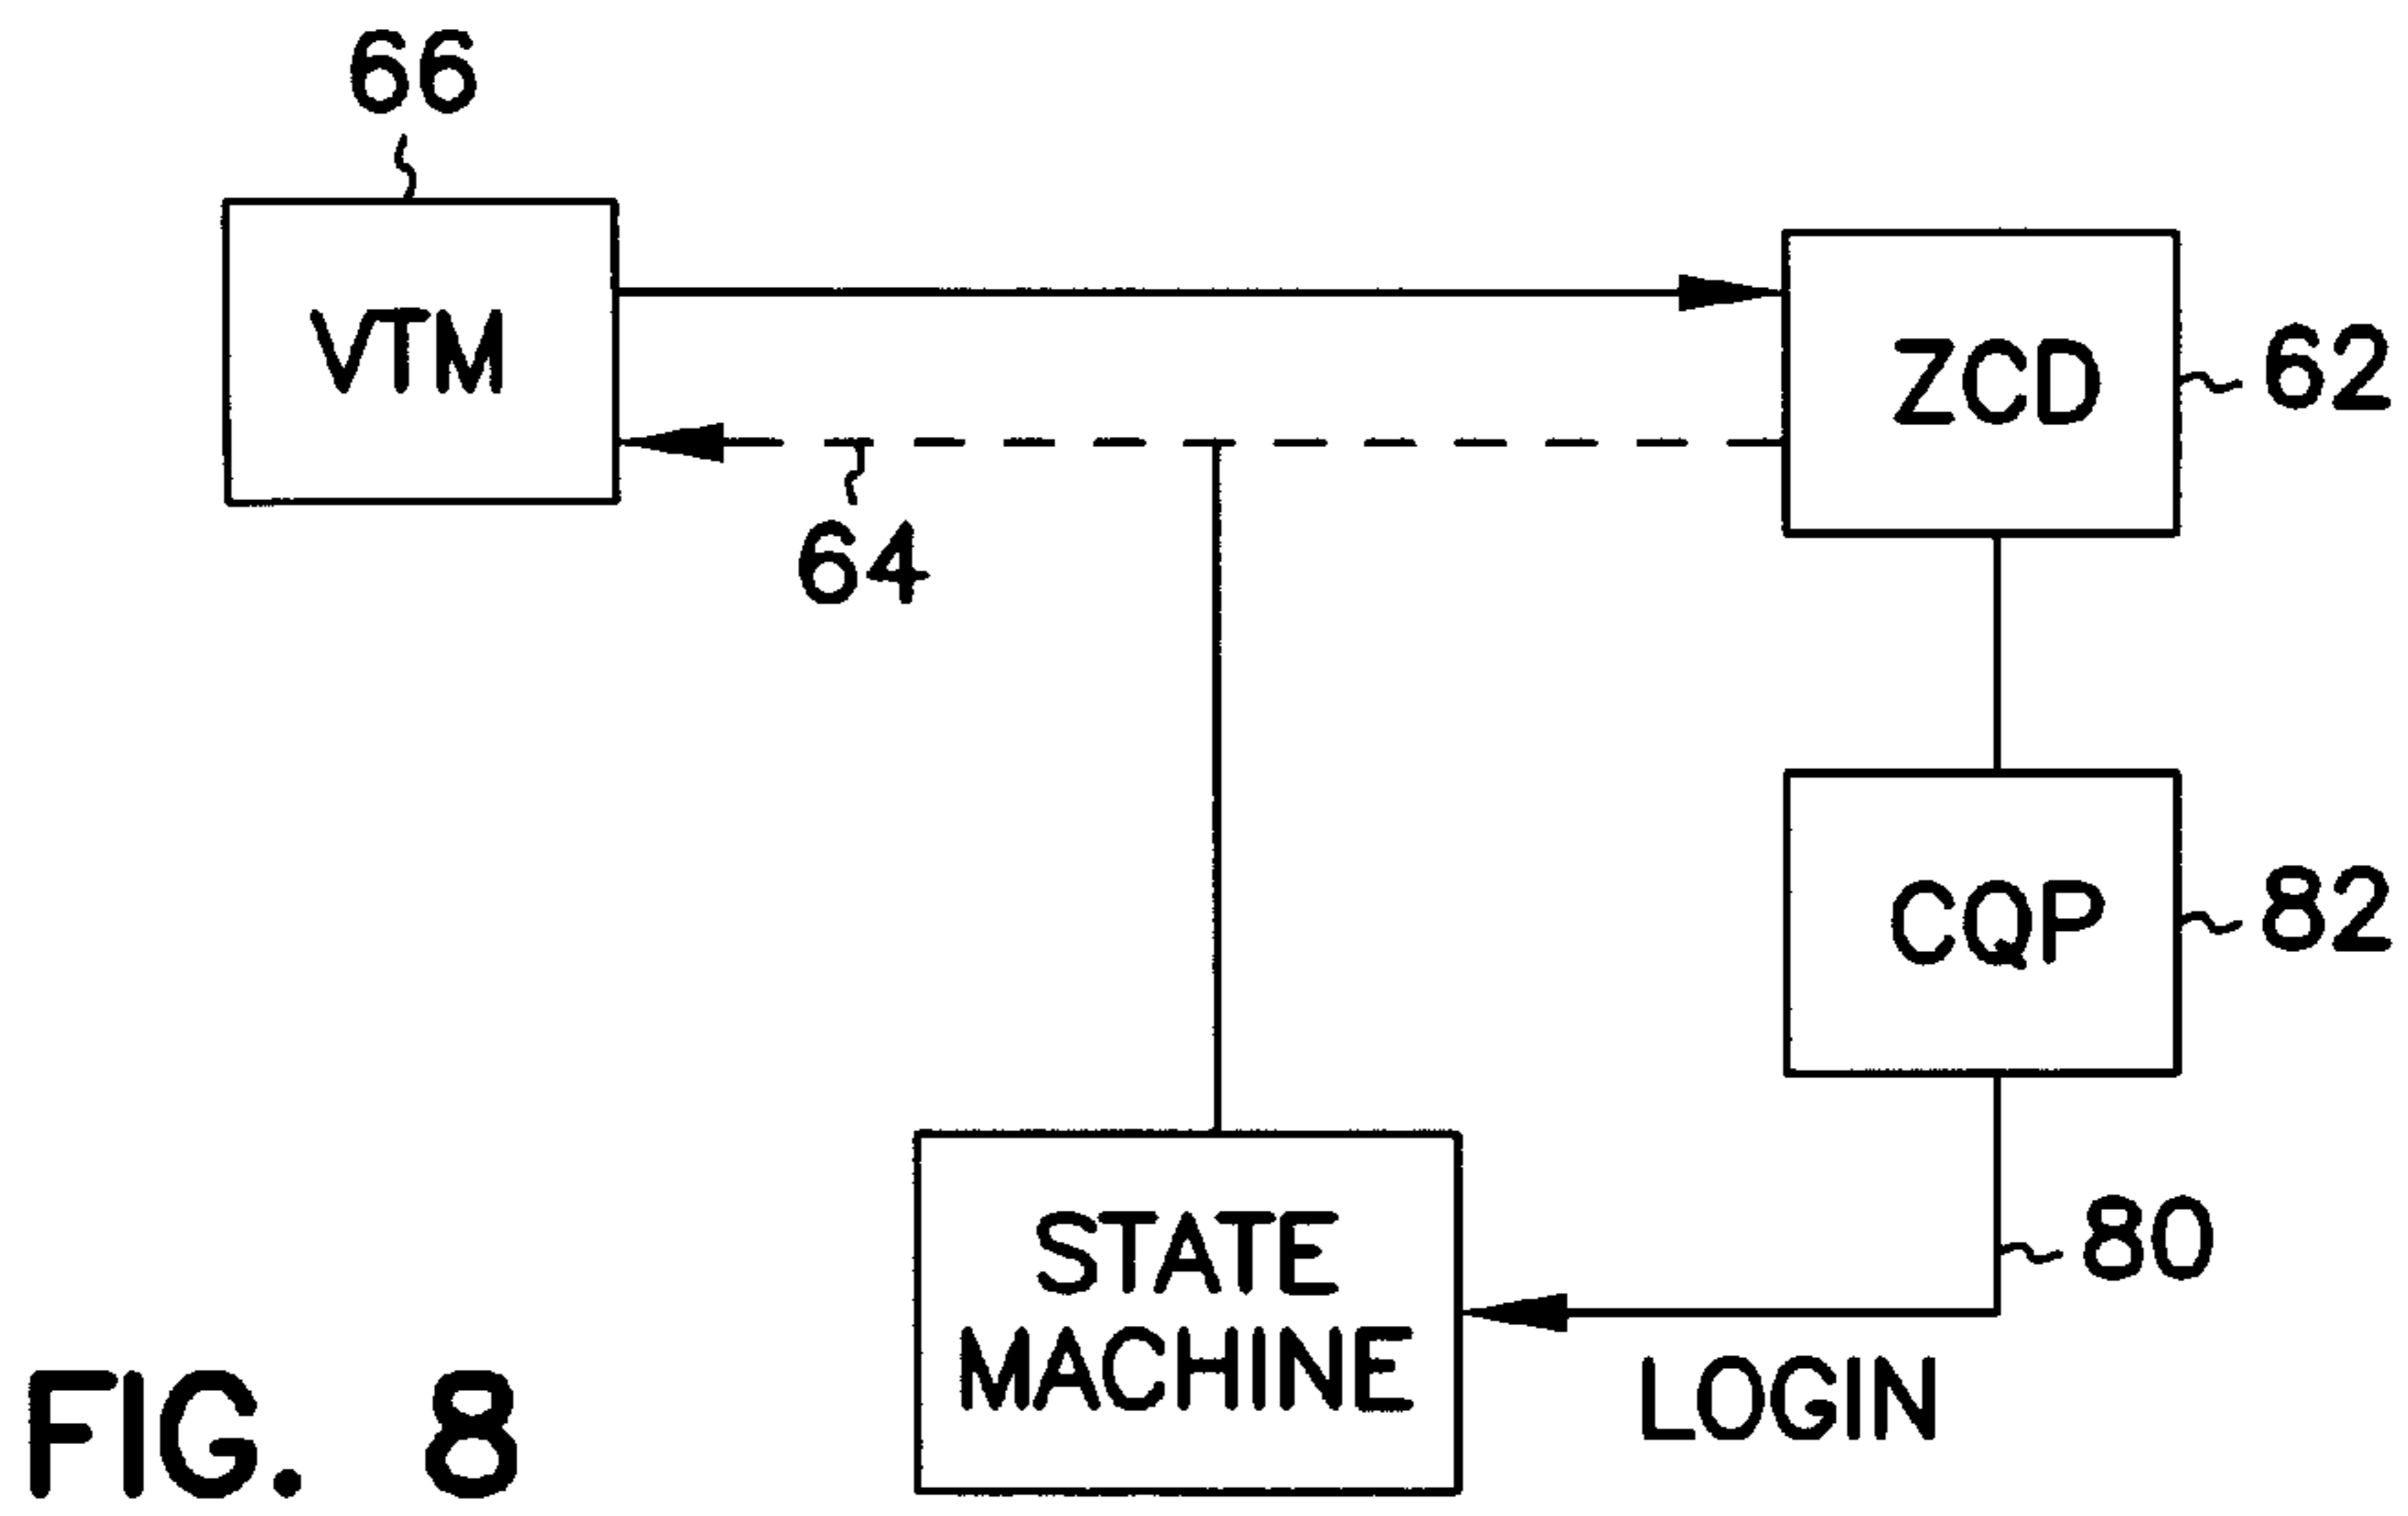 66
VTM
ZCD
62
64
CQP
82
80
STATE
MACHINE
LOGIN
FIG. 8